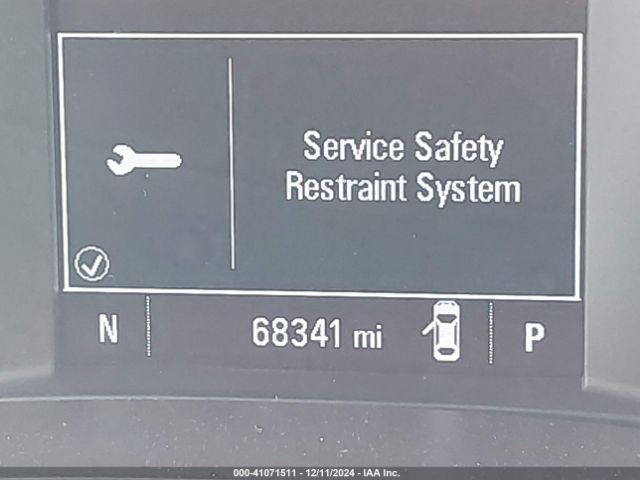 Service Safety
Restraint System
N 68341 mi P
000-41071511 - 12/11/2024 - IAA Inc.